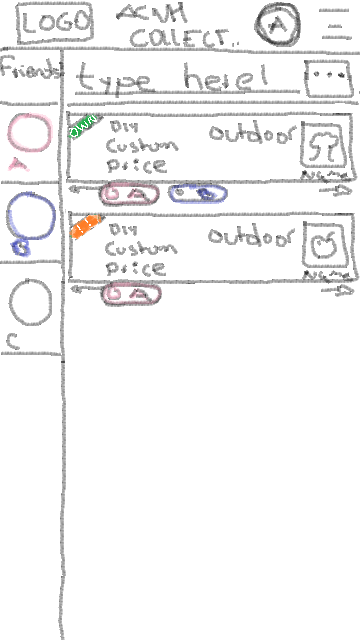 LOGO
ACNH
COLLECT..
A
Friends
type here!
...
A
B
C
OWN
DIY
Custom
Price
outdoor
Name
A
B
DIY
Custom
Price
outdoor
Name
A